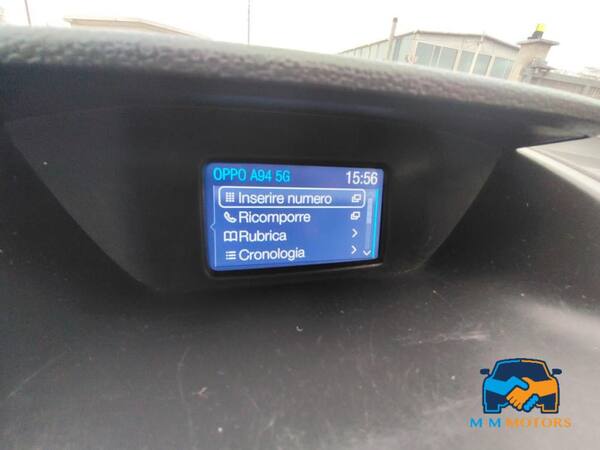 OPPO A94 5G 15:56
Inserire numero
Ricomporre
Rubrica
Cronologia
M M MOTORS